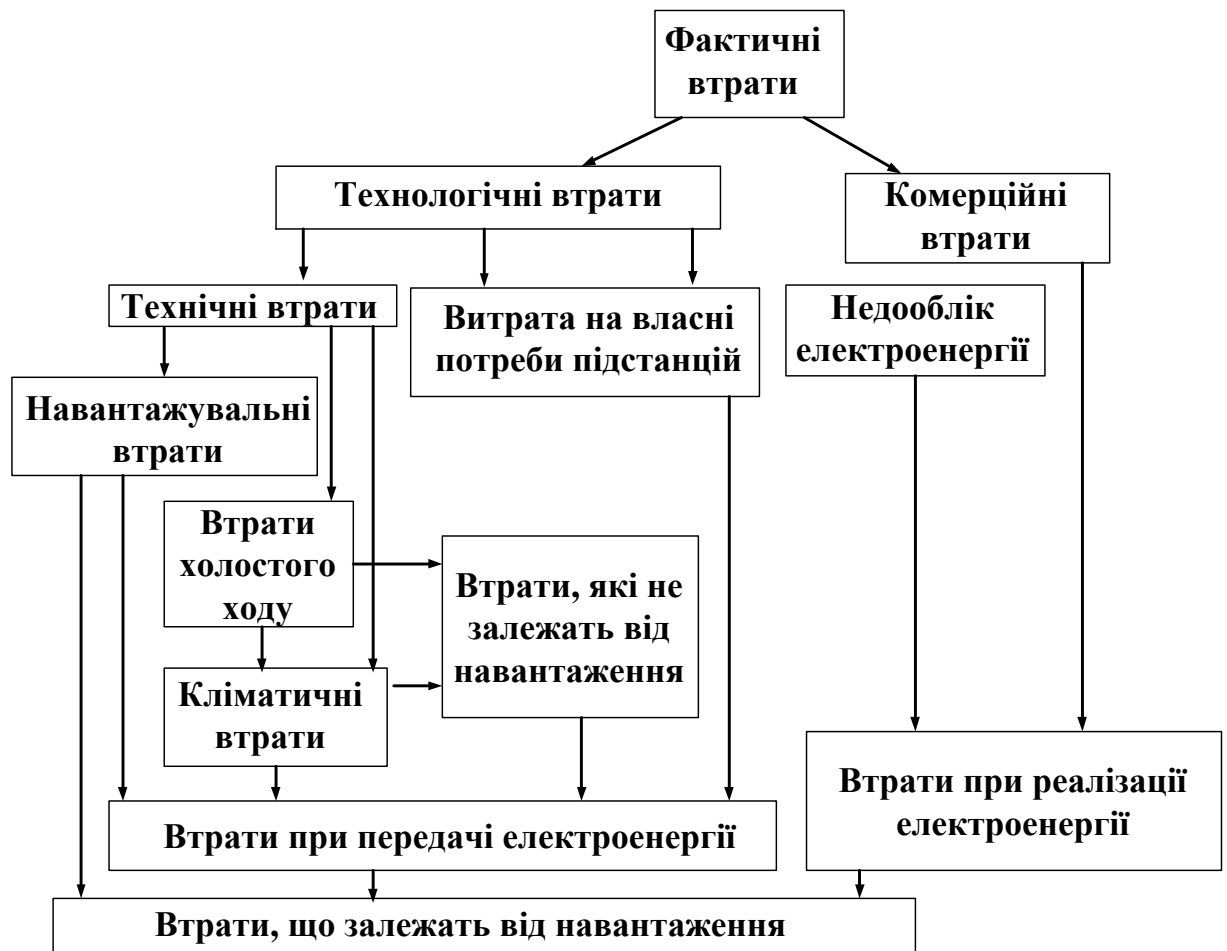 Фактичні
втрати
Технологічні втрати
Комерційні
втрати
Технічні втрати
Витрата на власні
потреби підстанцій
Недооблік
електроенергії
Навантажувальні
втрати
Втрати
холостого
ходу
Втрати, які не
залежать від
навантаження
Кліматичні
втрати
Втрати при реалізації
електроенергії
Втрати при передачі електроенергії
Втрати, що залежать від навантаження